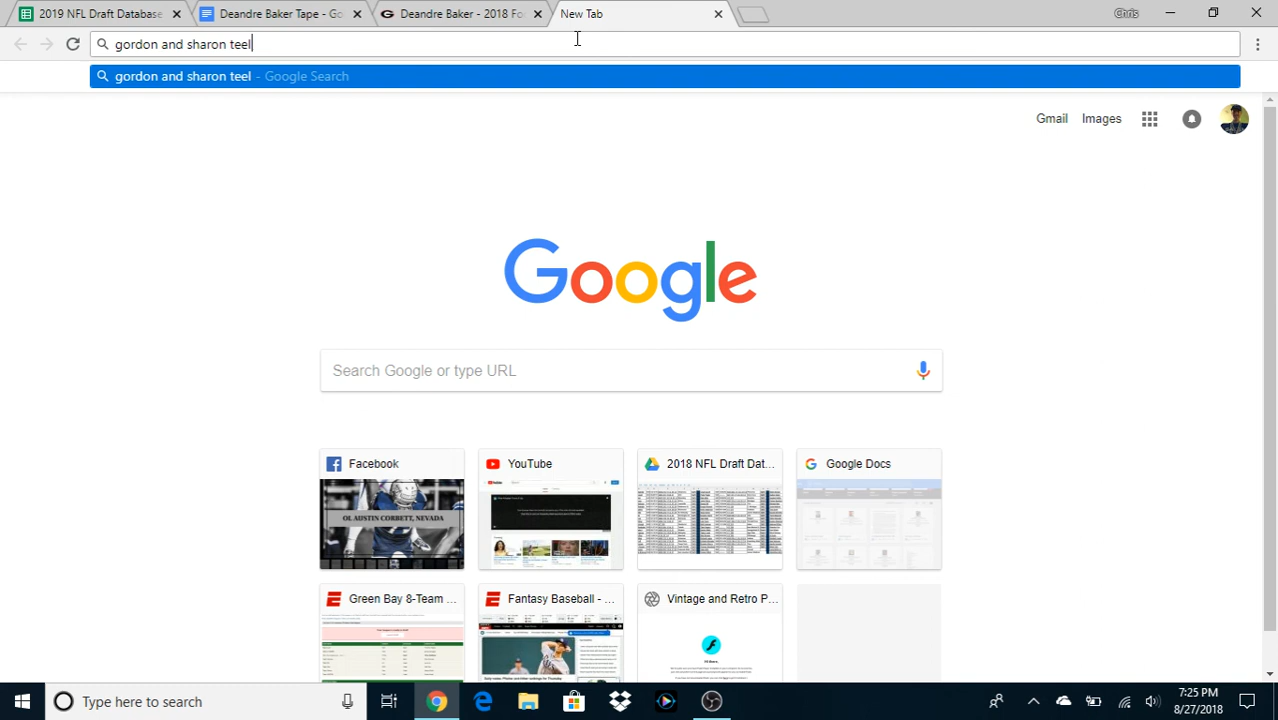 2019 NFL Draft Database
Deandre Baker Tape - Go
Deandre Baker - 2018 Fo
New Tab
Chris
gordon and sharon teel
gordon and sharon teel - Google Search
Gmail
Images
Google
Search Google or type URL
Facebook
YouTube
2018 NFL Draft Dat...
Google Docs
OL AUSTIN CORBETT, NEVADA
Green Bay 8-Team ...
Fantasy Baseball - ...
Vintage and Retro P...
Type here to search
7:25 PM
8/27/2018